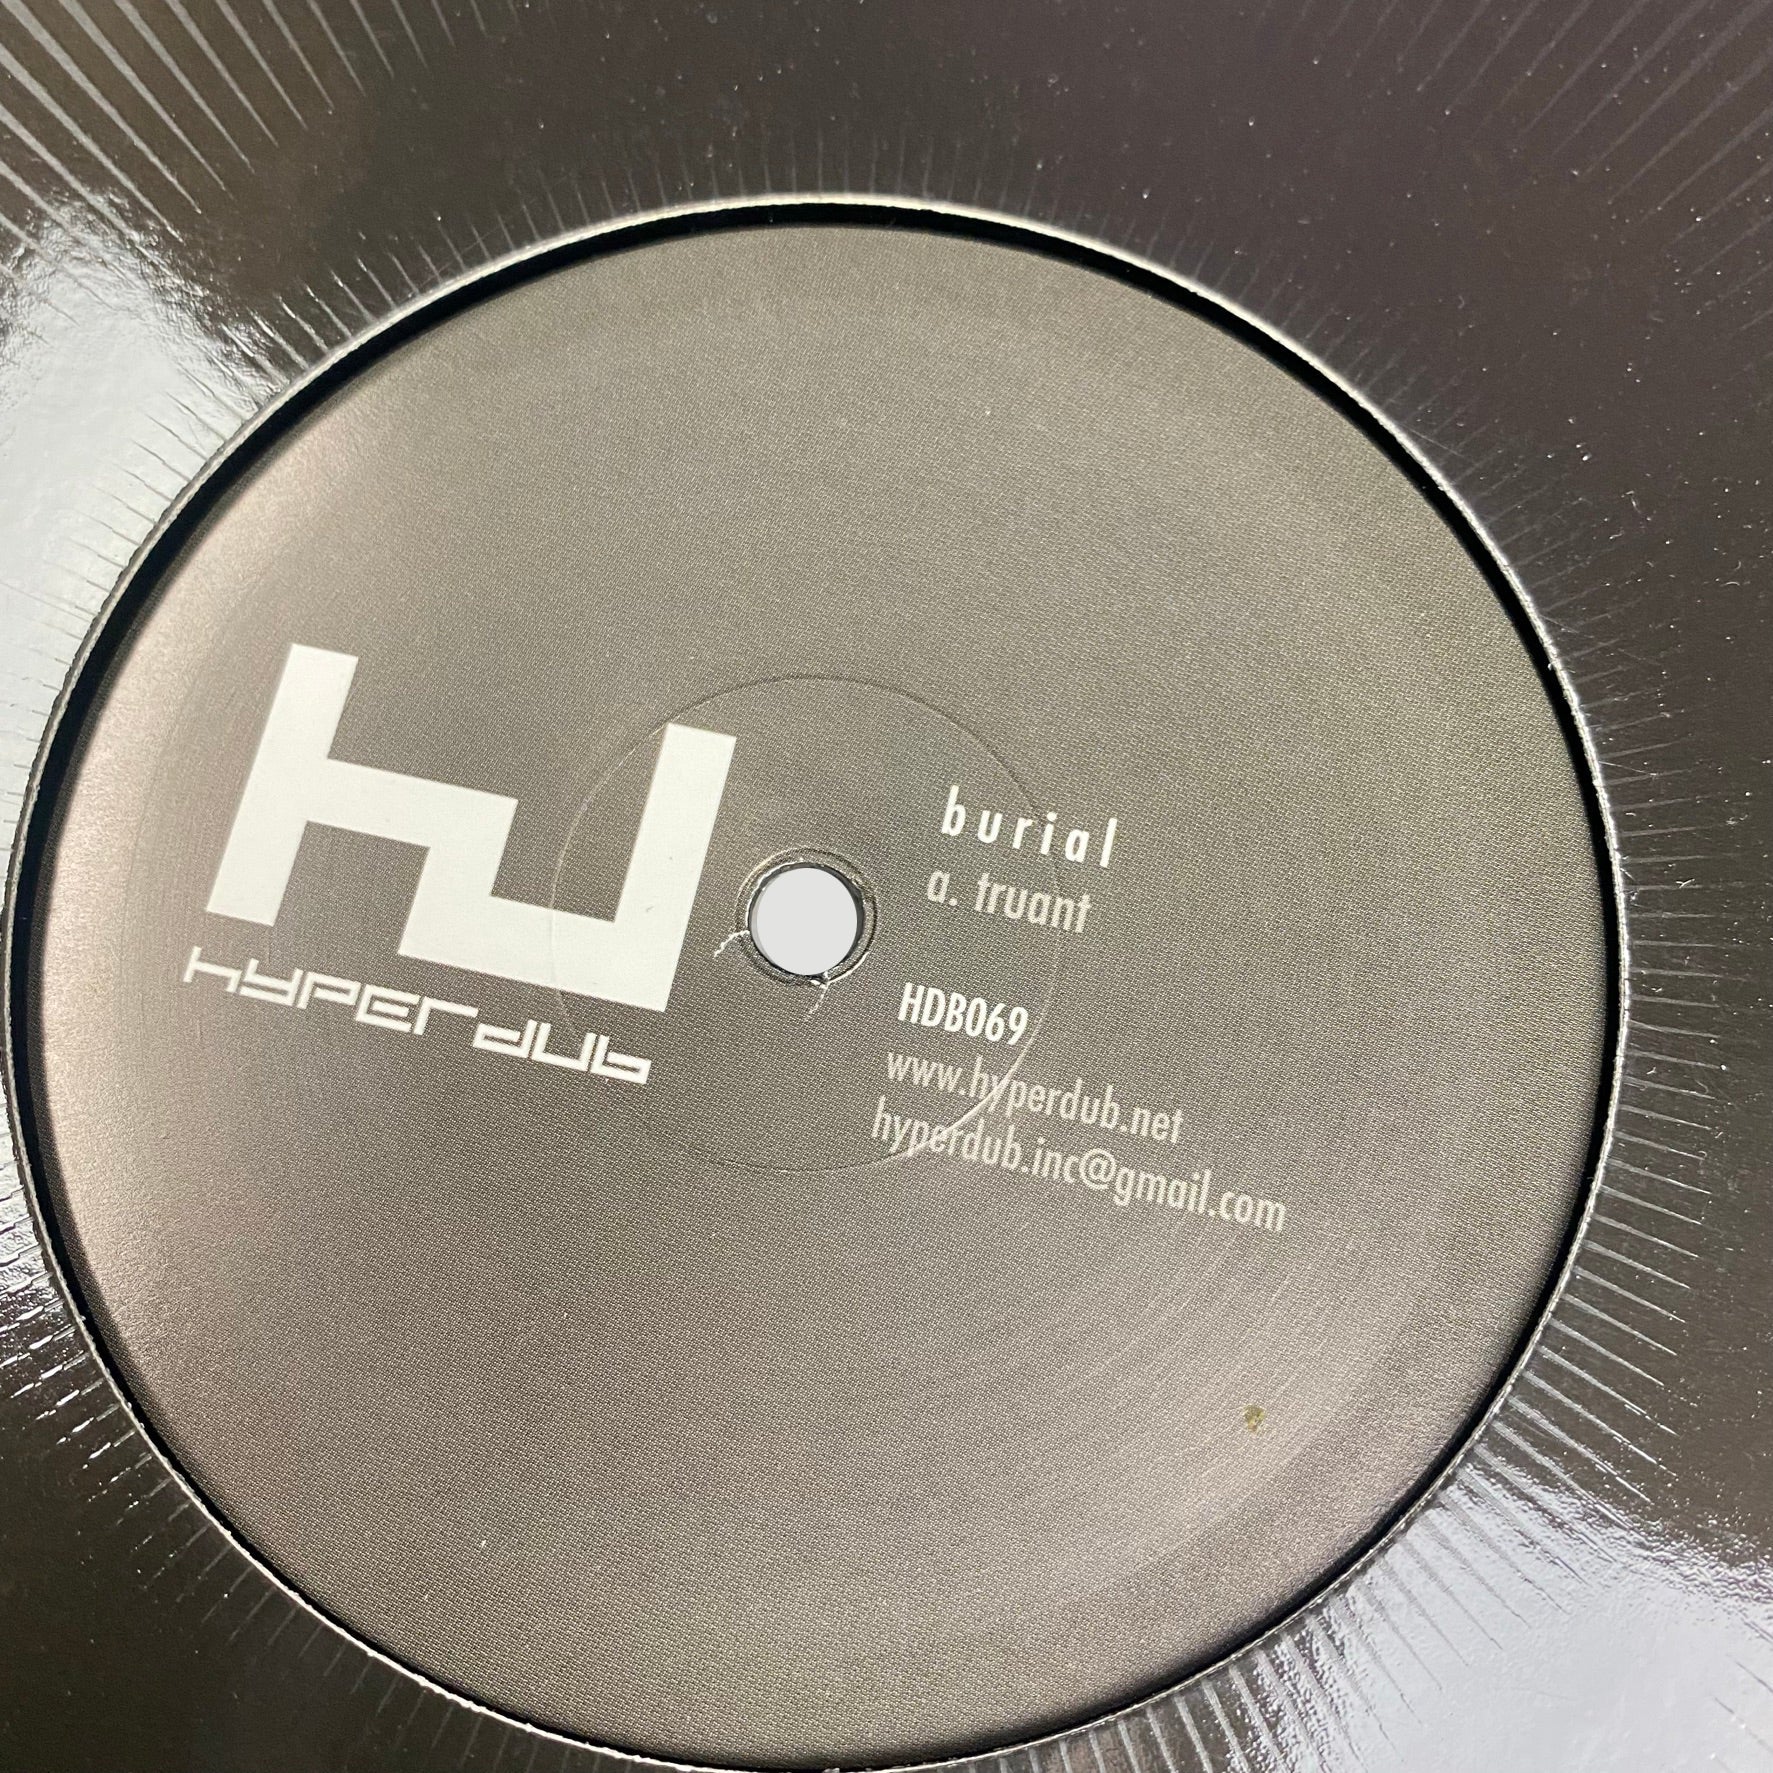 hyperdub
burial
a. truant
HDB069
www.hyperdub.net
hyperdub.inc@gmail.com